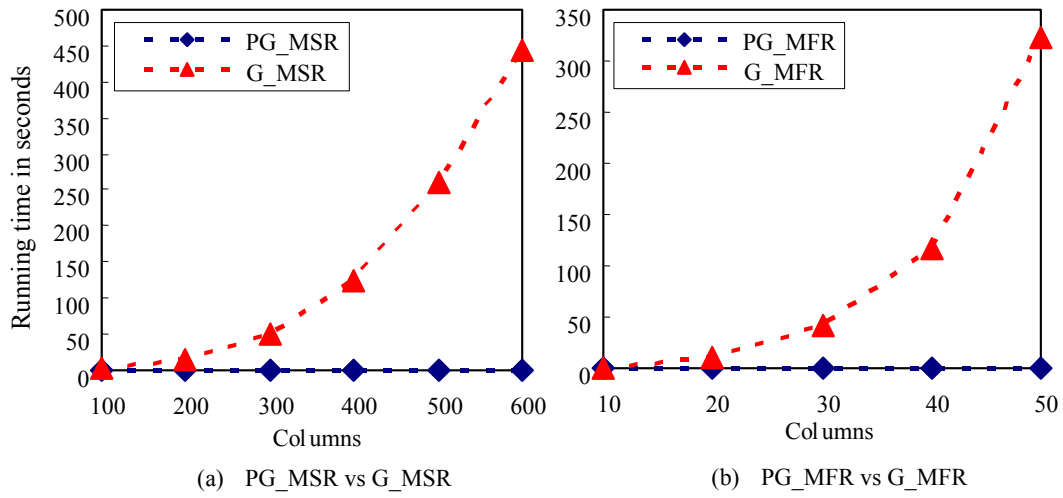 500
450
400
350
300
250
200
150
100
50
0
Running time in seconds
PG_MSR
G_MSR
100 200 300 400 500 600
Columns
(a) PG_MSR vs G_MSR
350
300
250
200
150
100
50
0
PG_MFR
G_MFR
10 20 30 40 50
Columns
(b) PG_MFR vs G_MFR